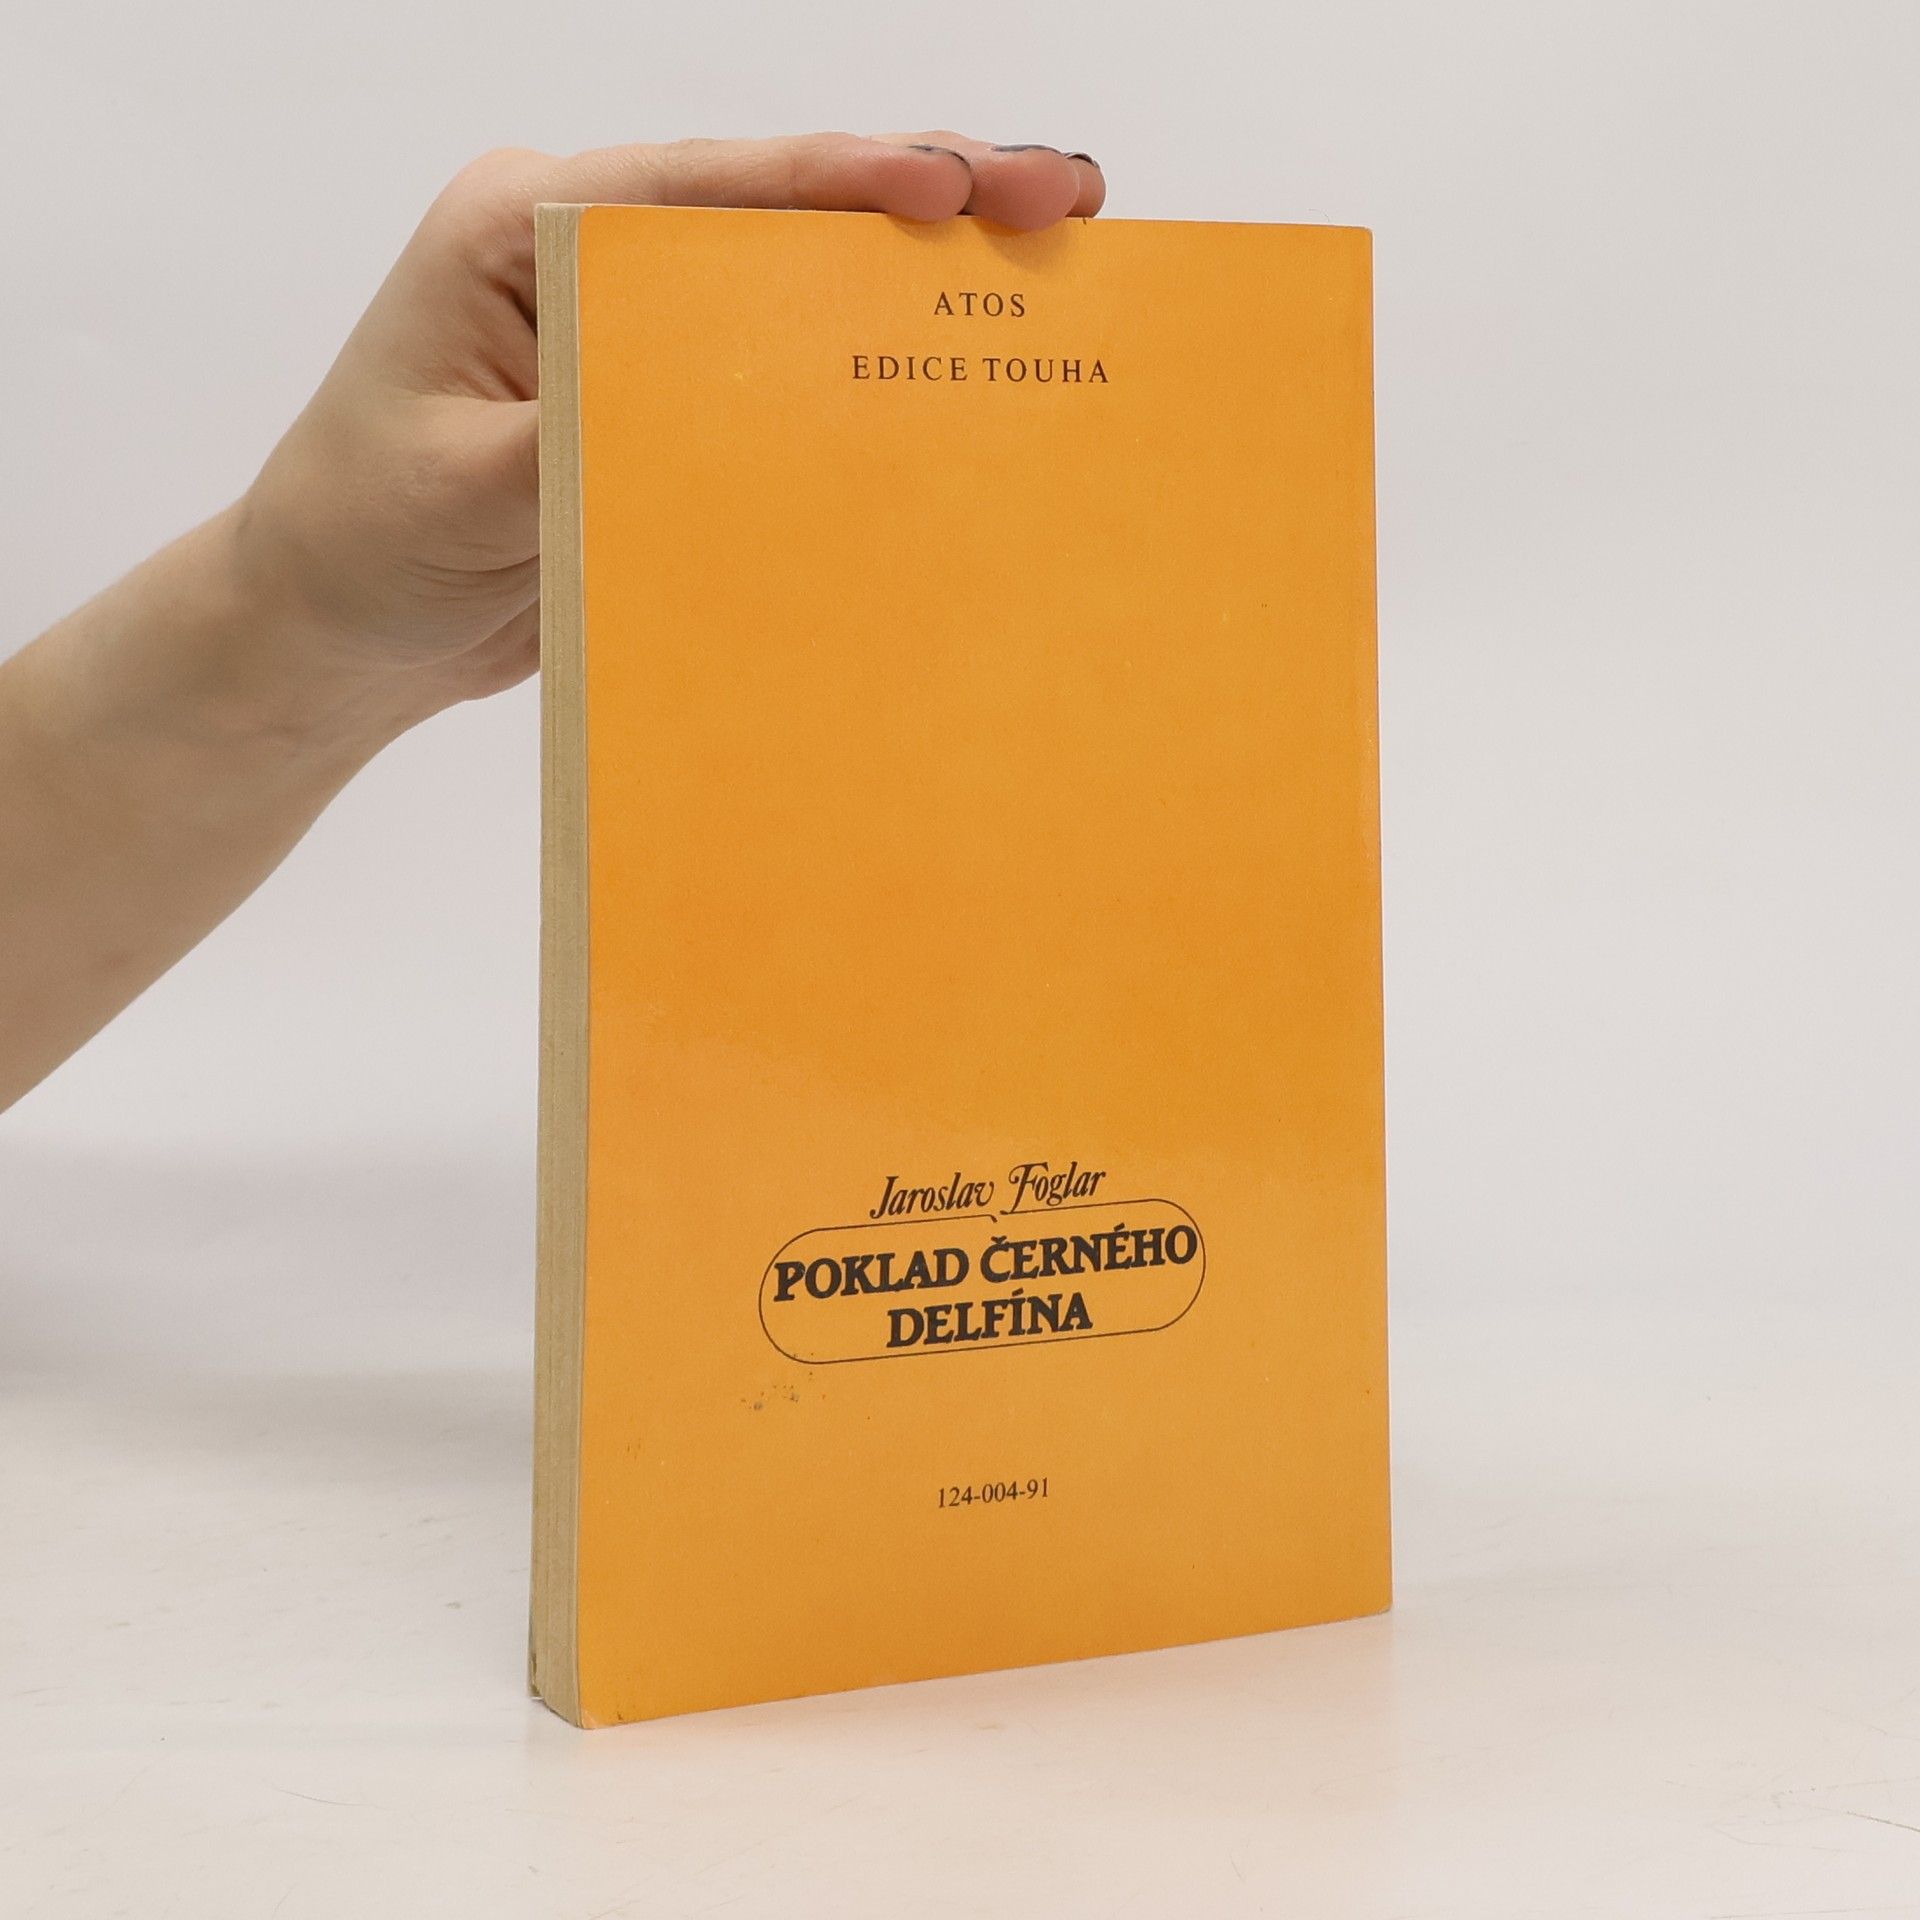 ATOS
EDICE TOUHA
Jaroslav Foglar
POKLAD ČERNÉHO
DELFÍNA
124-004-91